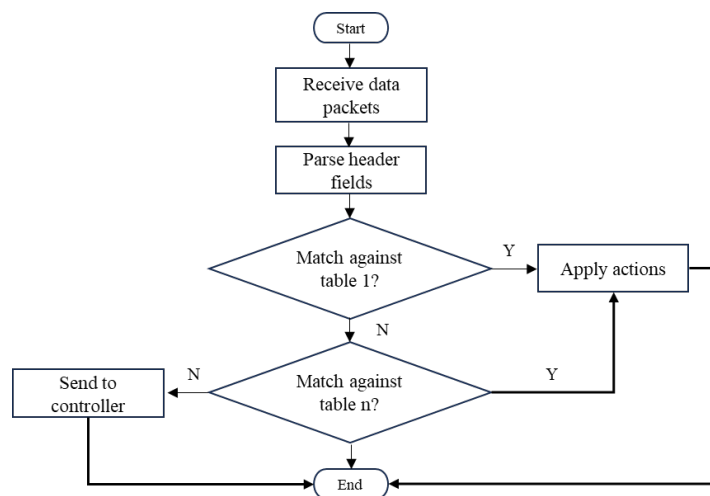 Start
Receive data
packets
Parse header
fields
Match against
table 1?
Y
Apply actions
N
Match against
table n?
Y
N
Send to
controller
End